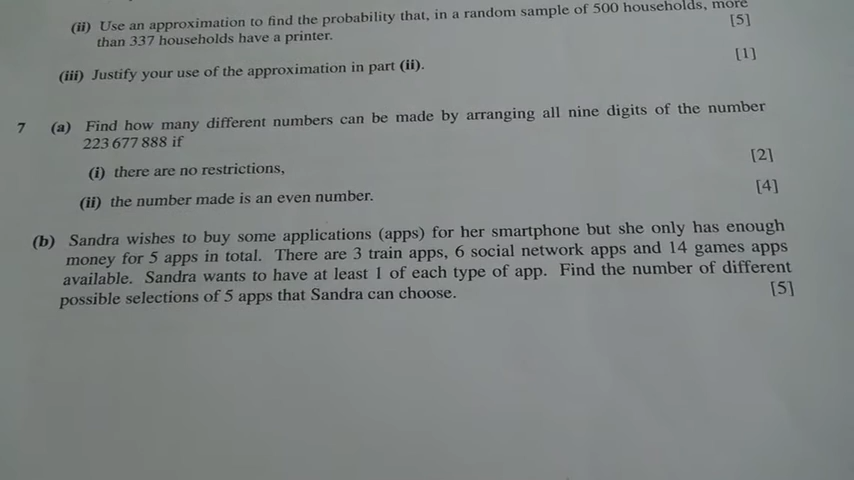 (ii) Use an approximation to find the probability that, in a random sample of 500 households, more
than 337 households have a printer. [5]
(iii) Justify your use of the approximation in part (ii). [1]
7 (a) Find how many different numbers can be made by arranging all nine digits of the number
223 677 888 if
(i) there are no restrictions, [2]
(ii) the number made is an even number. [4]
(b) Sandra wishes to buy some applications (apps) for her smartphone but she only has enough
money for 5 apps in total. There are 3 train apps, 6 social network apps and 14 games apps
available. Sandra wants to have at least 1 of each type of app. Find the number of different
possible selections of 5 apps that Sandra can choose. [5]